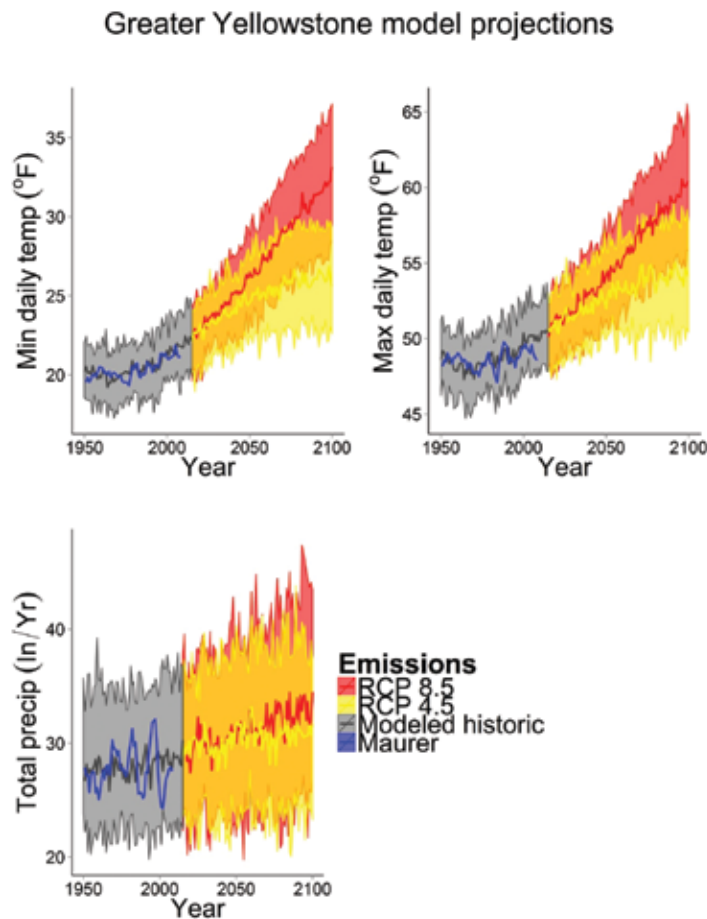 Greater Yellowstone model projections
Min daily temp (°F)
35
30
25
20
1950
2000
2050
2100
Year
Max daily temp (°F)
65
60
55
50
45
1950
2000
2050
2100
Year
Total precip (In/Yr)
40
30
20
1950
2000
2050
2100
Year
Emissions
RCP 8.5
RCP 4.5
Modeled historic
Maurer